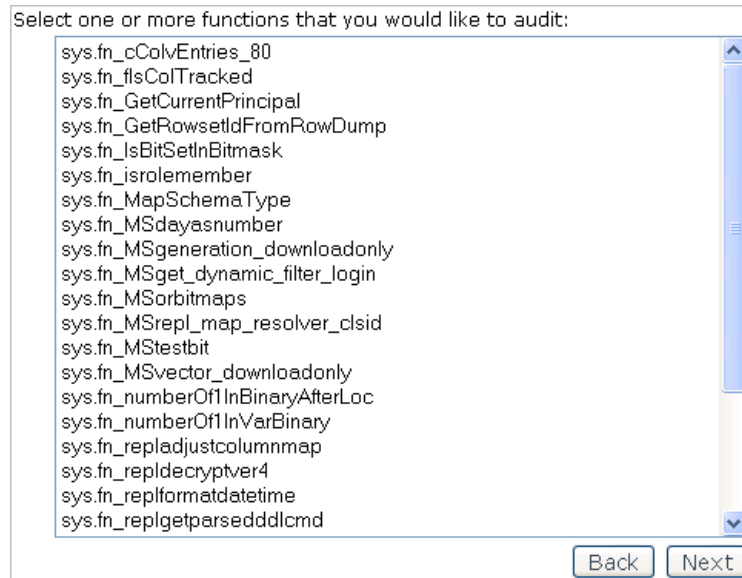 Select one or more functions that you would like to audit:
sys.fn_cColvEntries_80
sys.fn_fIsColTracked
sys.fn_GetCurrentPrincipal
sys.fn_GetRowsetIdFromRowDump
sys.fn_IsBitSetInBitmask
sys.fn_isrolemember
sys.fn_MapSchemaType
sys.fn_MSdayasnumber
sys.fn_MSgeneration_downloadonly
sys.fn_MSget_dynamic_filter_login
sys.fn_MSorbitmaps
sys.fn_MSrepl_map_resolver_clsid
sys.fn_MStestbit
sys.fn_MSvector_downloadonly
sys.fn_numberOf1InBinaryAfterLoc
sys.fn_numberOf1InVarBinary
sys.fn_repladjustcolumnmap
sys.fn_repldecryptver4
sys.fn_replformatdatetime
sys.fn_replgetparsedddlcmd
Back Next